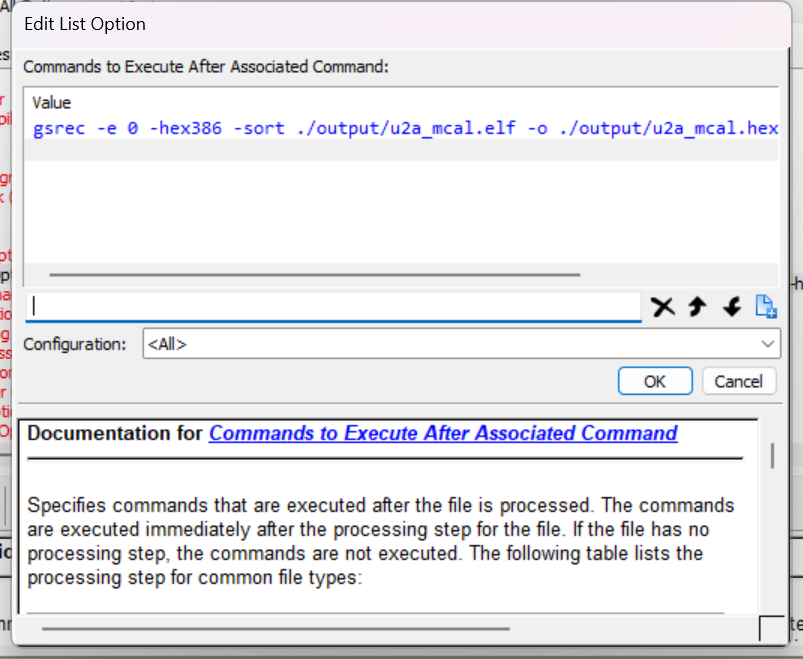 Edit List Option
Commands to Execute After Associated Command:
Value
gsrec -e 0 -hex386 -sort ./output/u2a_mcal.elf -o ./output/u2a_mcal.hex
Configuration:
<All>
OK
Cancel
Documentation for Commands to Execute After Associated Command
Specifies commands that are executed after the file is processed. The commands
are executed immediately after the processing step for the file. If the file has no
processing step, the commands are not executed. The following table lists the
processing step for common file types: